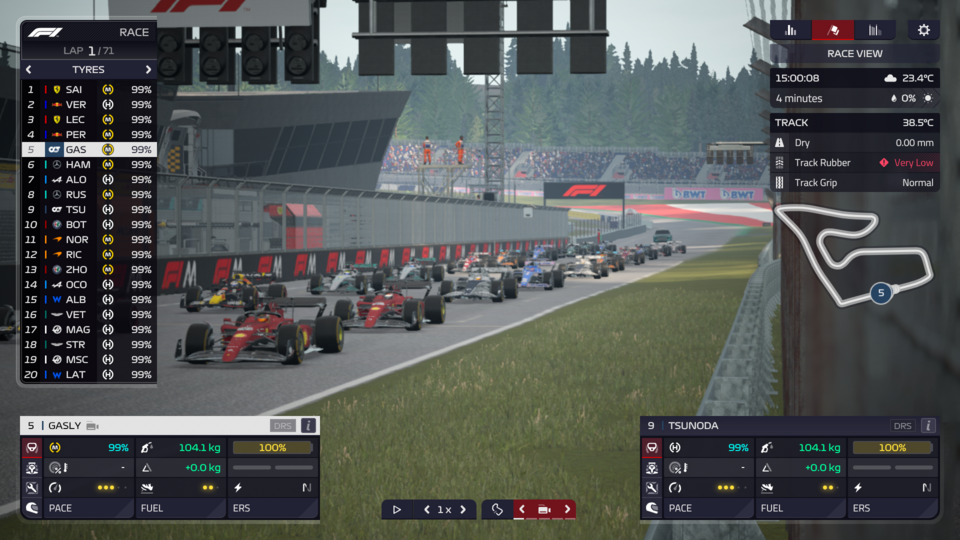 F1 RACE
LAP 1 / 71
TYRES
1 SAI M 99%
2 VER H 99%
3 LEC M 99%
4 PER M 99%
5 GAS M 99%
6 HAM M 99%
7 ALO H 99%
8 RUS M 99%
9 TSU H 99%
10 BOT H 99%
11 NOR M 99%
12 RIC M 99%
13 ZHO M 99%
14 OCO H 99%
15 ALB H 99%
16 VET H 99%
17 MAG H 99%
18 STR H 99%
19 MSC H 99%
20 LAT H 99%
RACE VIEW
15:00:08 23.4°C
4 minutes 0%
TRACK 38.5°C
Dry 0.00 mm
Track Rubber Very Low
Track Grip Normal
5
F1
RWT RWT
5 GASLY DRS i
M 99% 104.1 kg 100%
- +0.0 kg
N
PACE FUEL ERS
1x
9 TSUNODA DRS i
H 99% 104.1 kg 100%
- +0.0 kg
N
PACE FUEL ERS